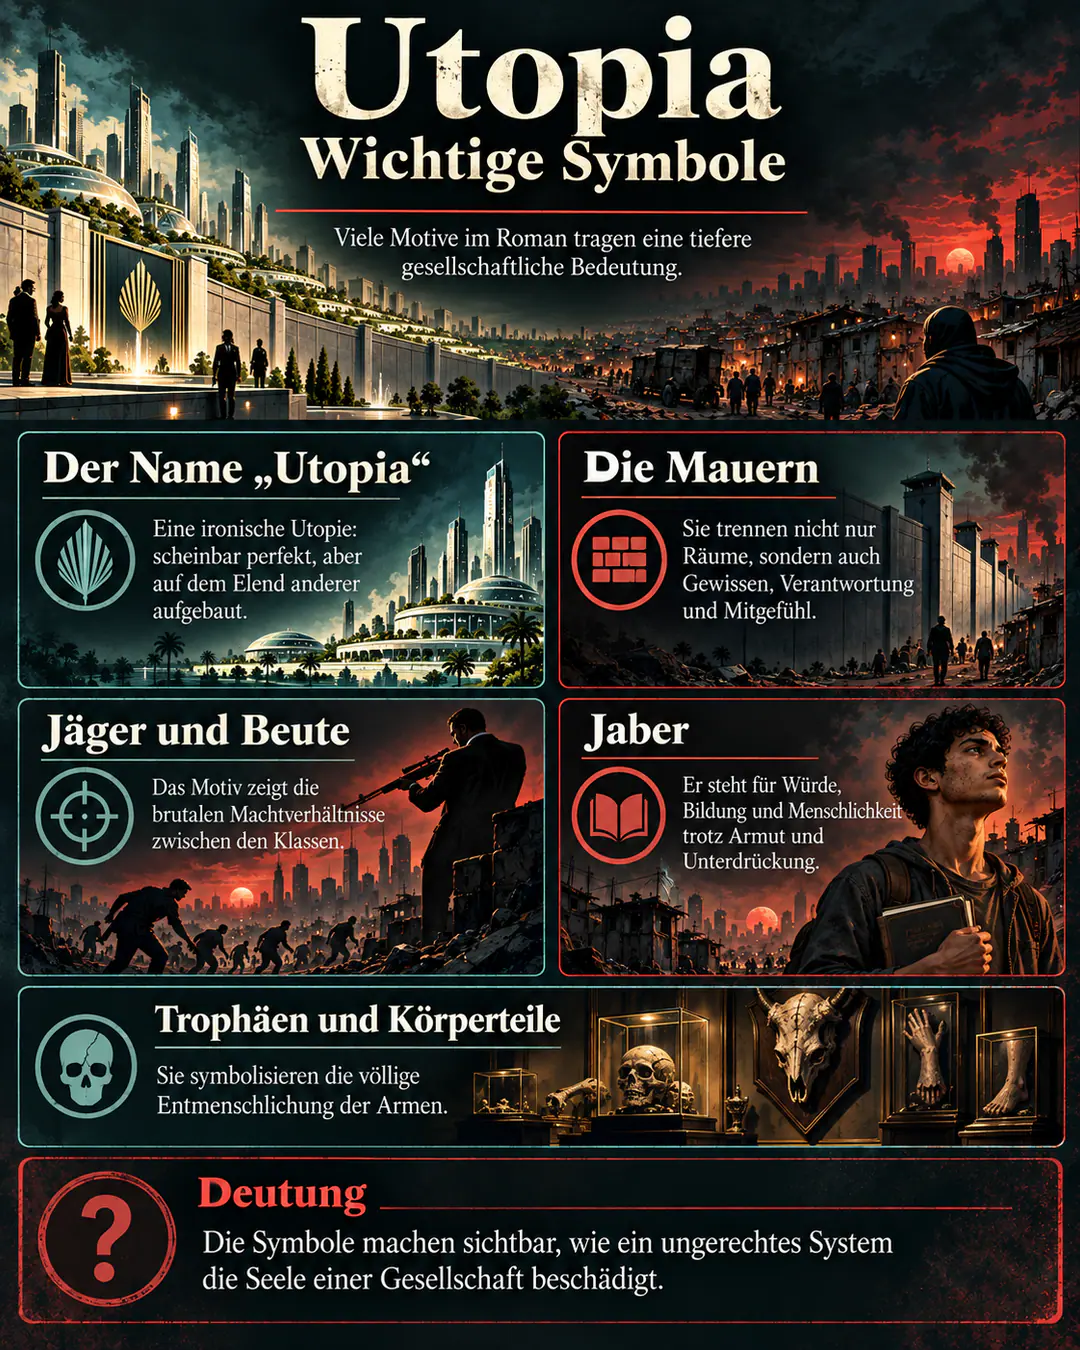 Utopia
Wichtige Symbole
Viele Motive im Roman tragen eine tiefere
gesellschaftliche Bedeutung.
Der Name „Utopia“
Eine ironische Utopie:
scheinbar perfekt, aber
auf dem Elend anderer
aufgebaut.
Die Mauern
Sie trennen nicht nur
Räume, sondern auch
Gewissen, Verantwortung
und Mitgefühl.
Jäger und Beute
Das Motiv zeigt die
brutalen Machtverhältnisse
zwischen den Klassen.
Jaber
Er steht für Würde,
Bildung und Menschlichkeit
trotz Armut und
Unterdrückung.
Trophäen und Körperteile
Sie symbolisieren die völlige
Entmenschlichung der Armen.
Deutung
Die Symbole machen sichtbar, wie ein ungerechtes System
die Seele einer Gesellschaft beschädigt.